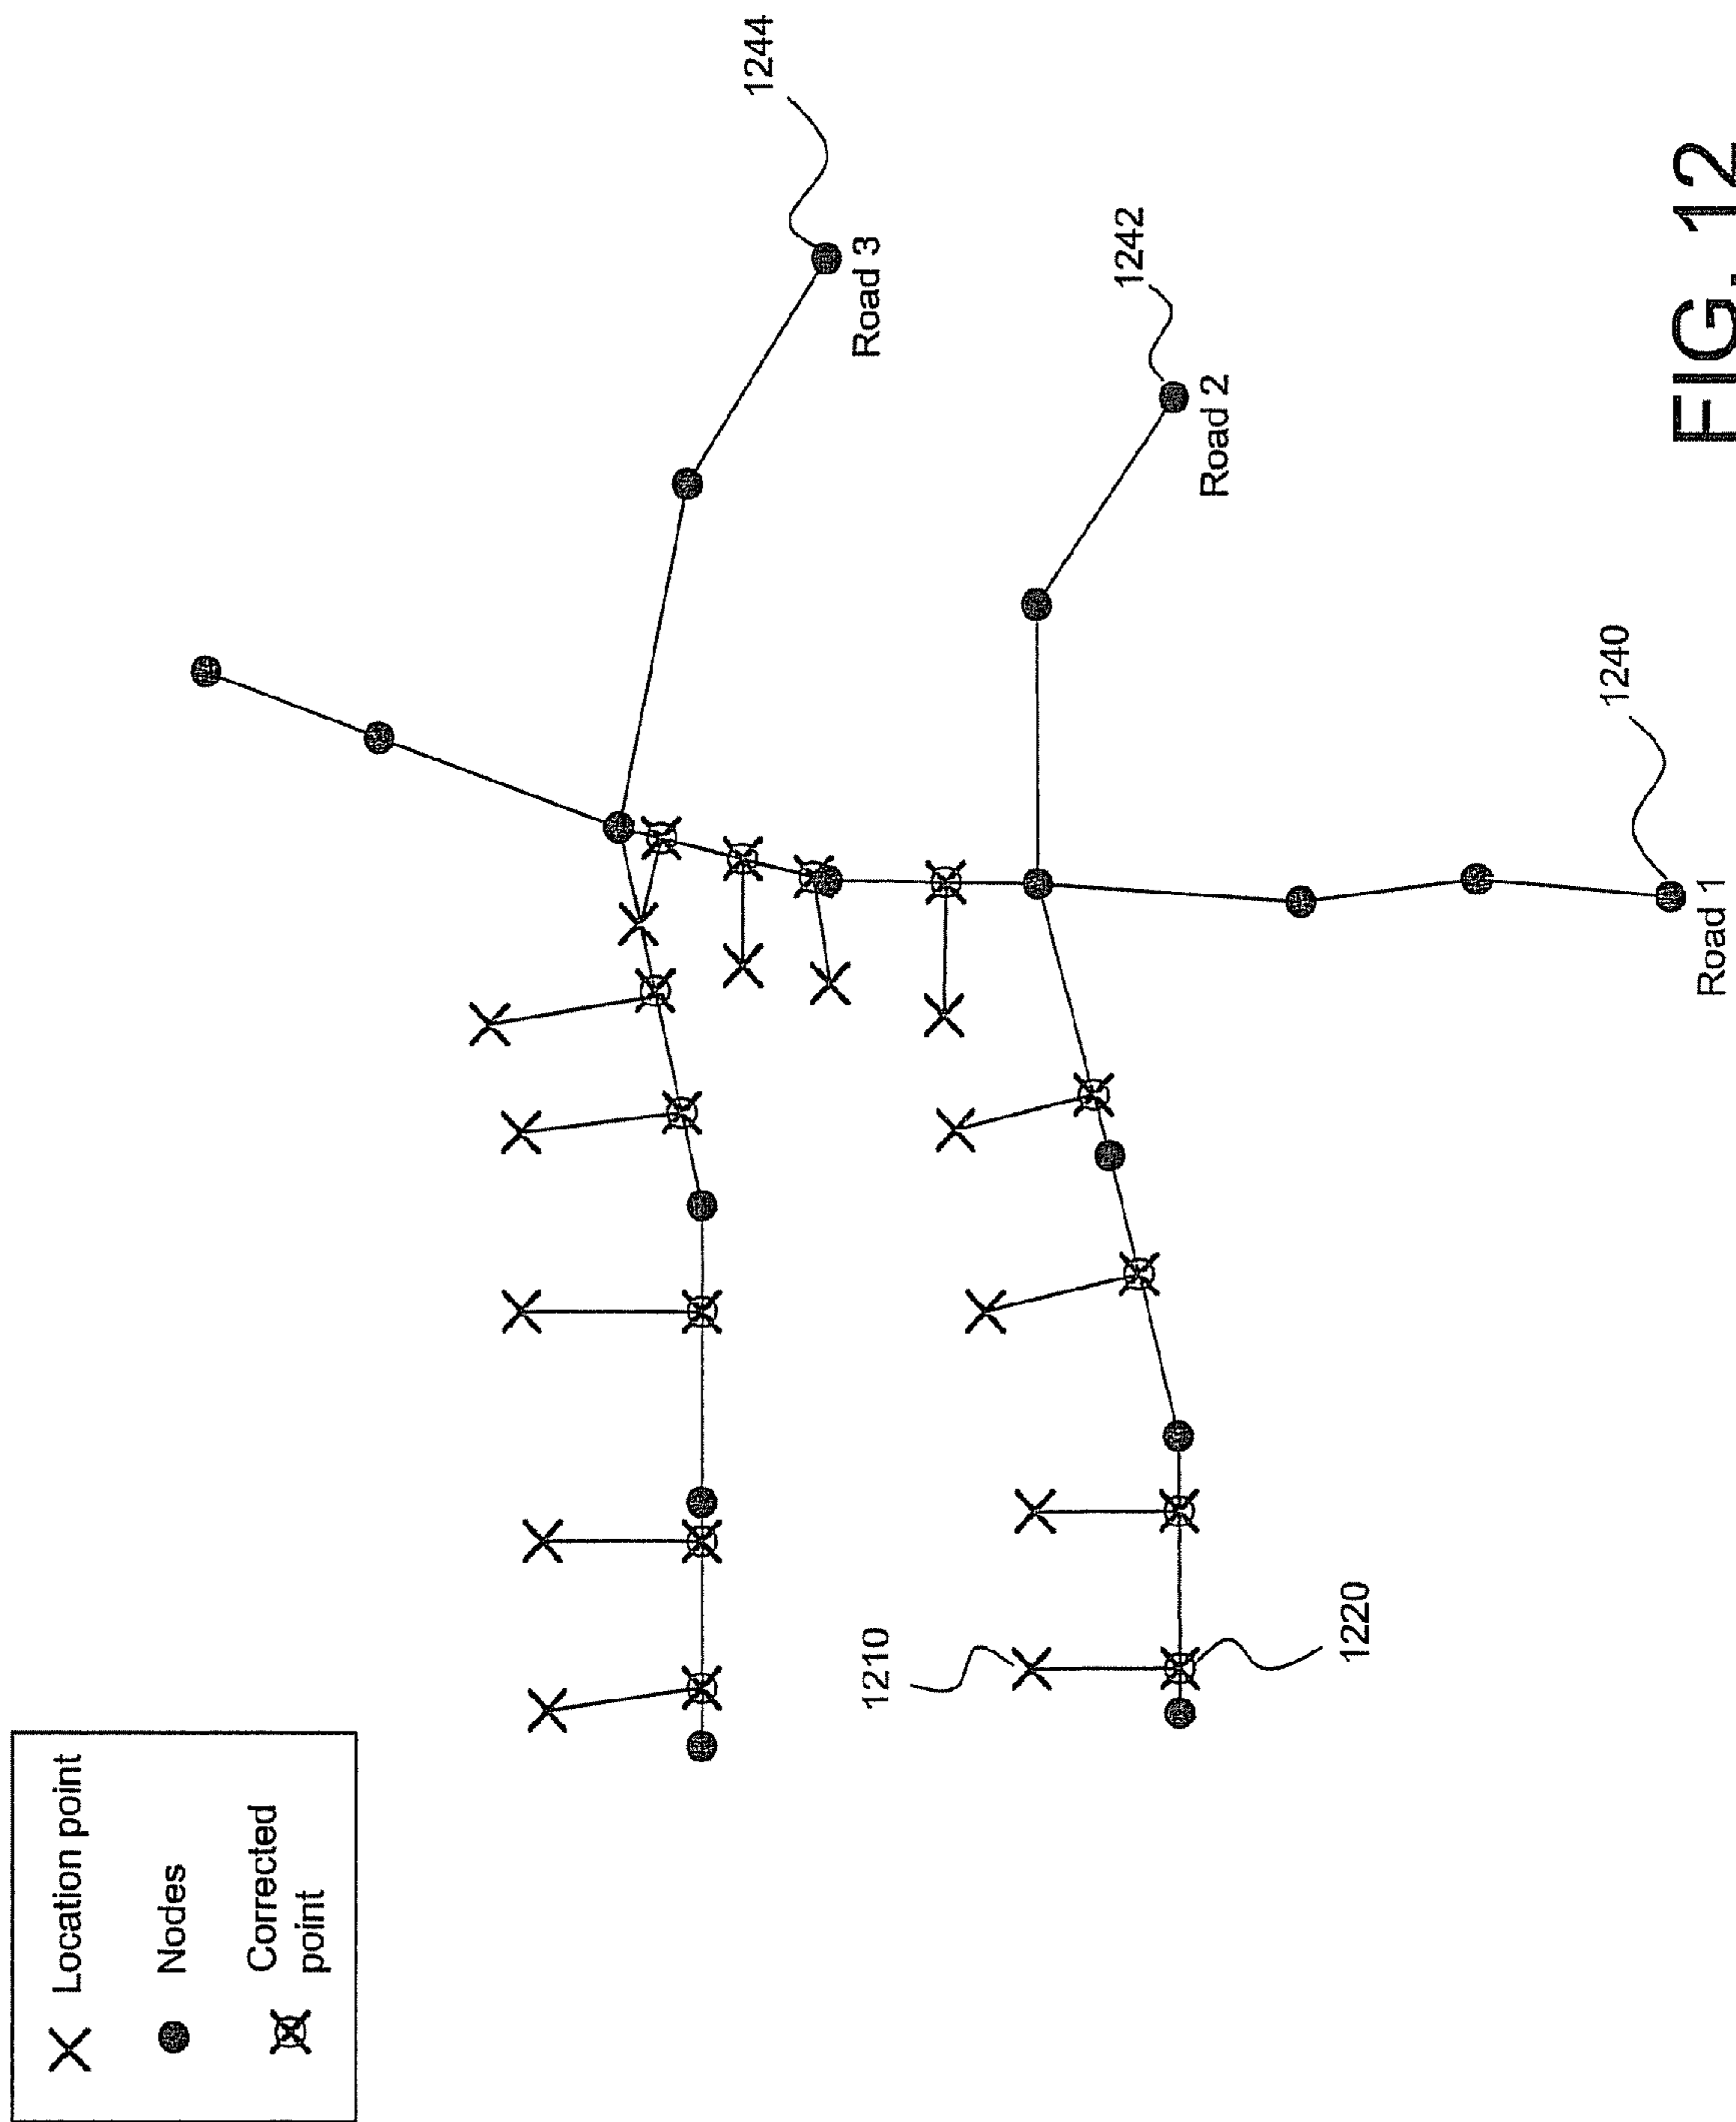 Location point
Nodes
Corrected
point
1244
Road 3
1242
Road 2
1240
Road 1
1210
1220
FIG. 12